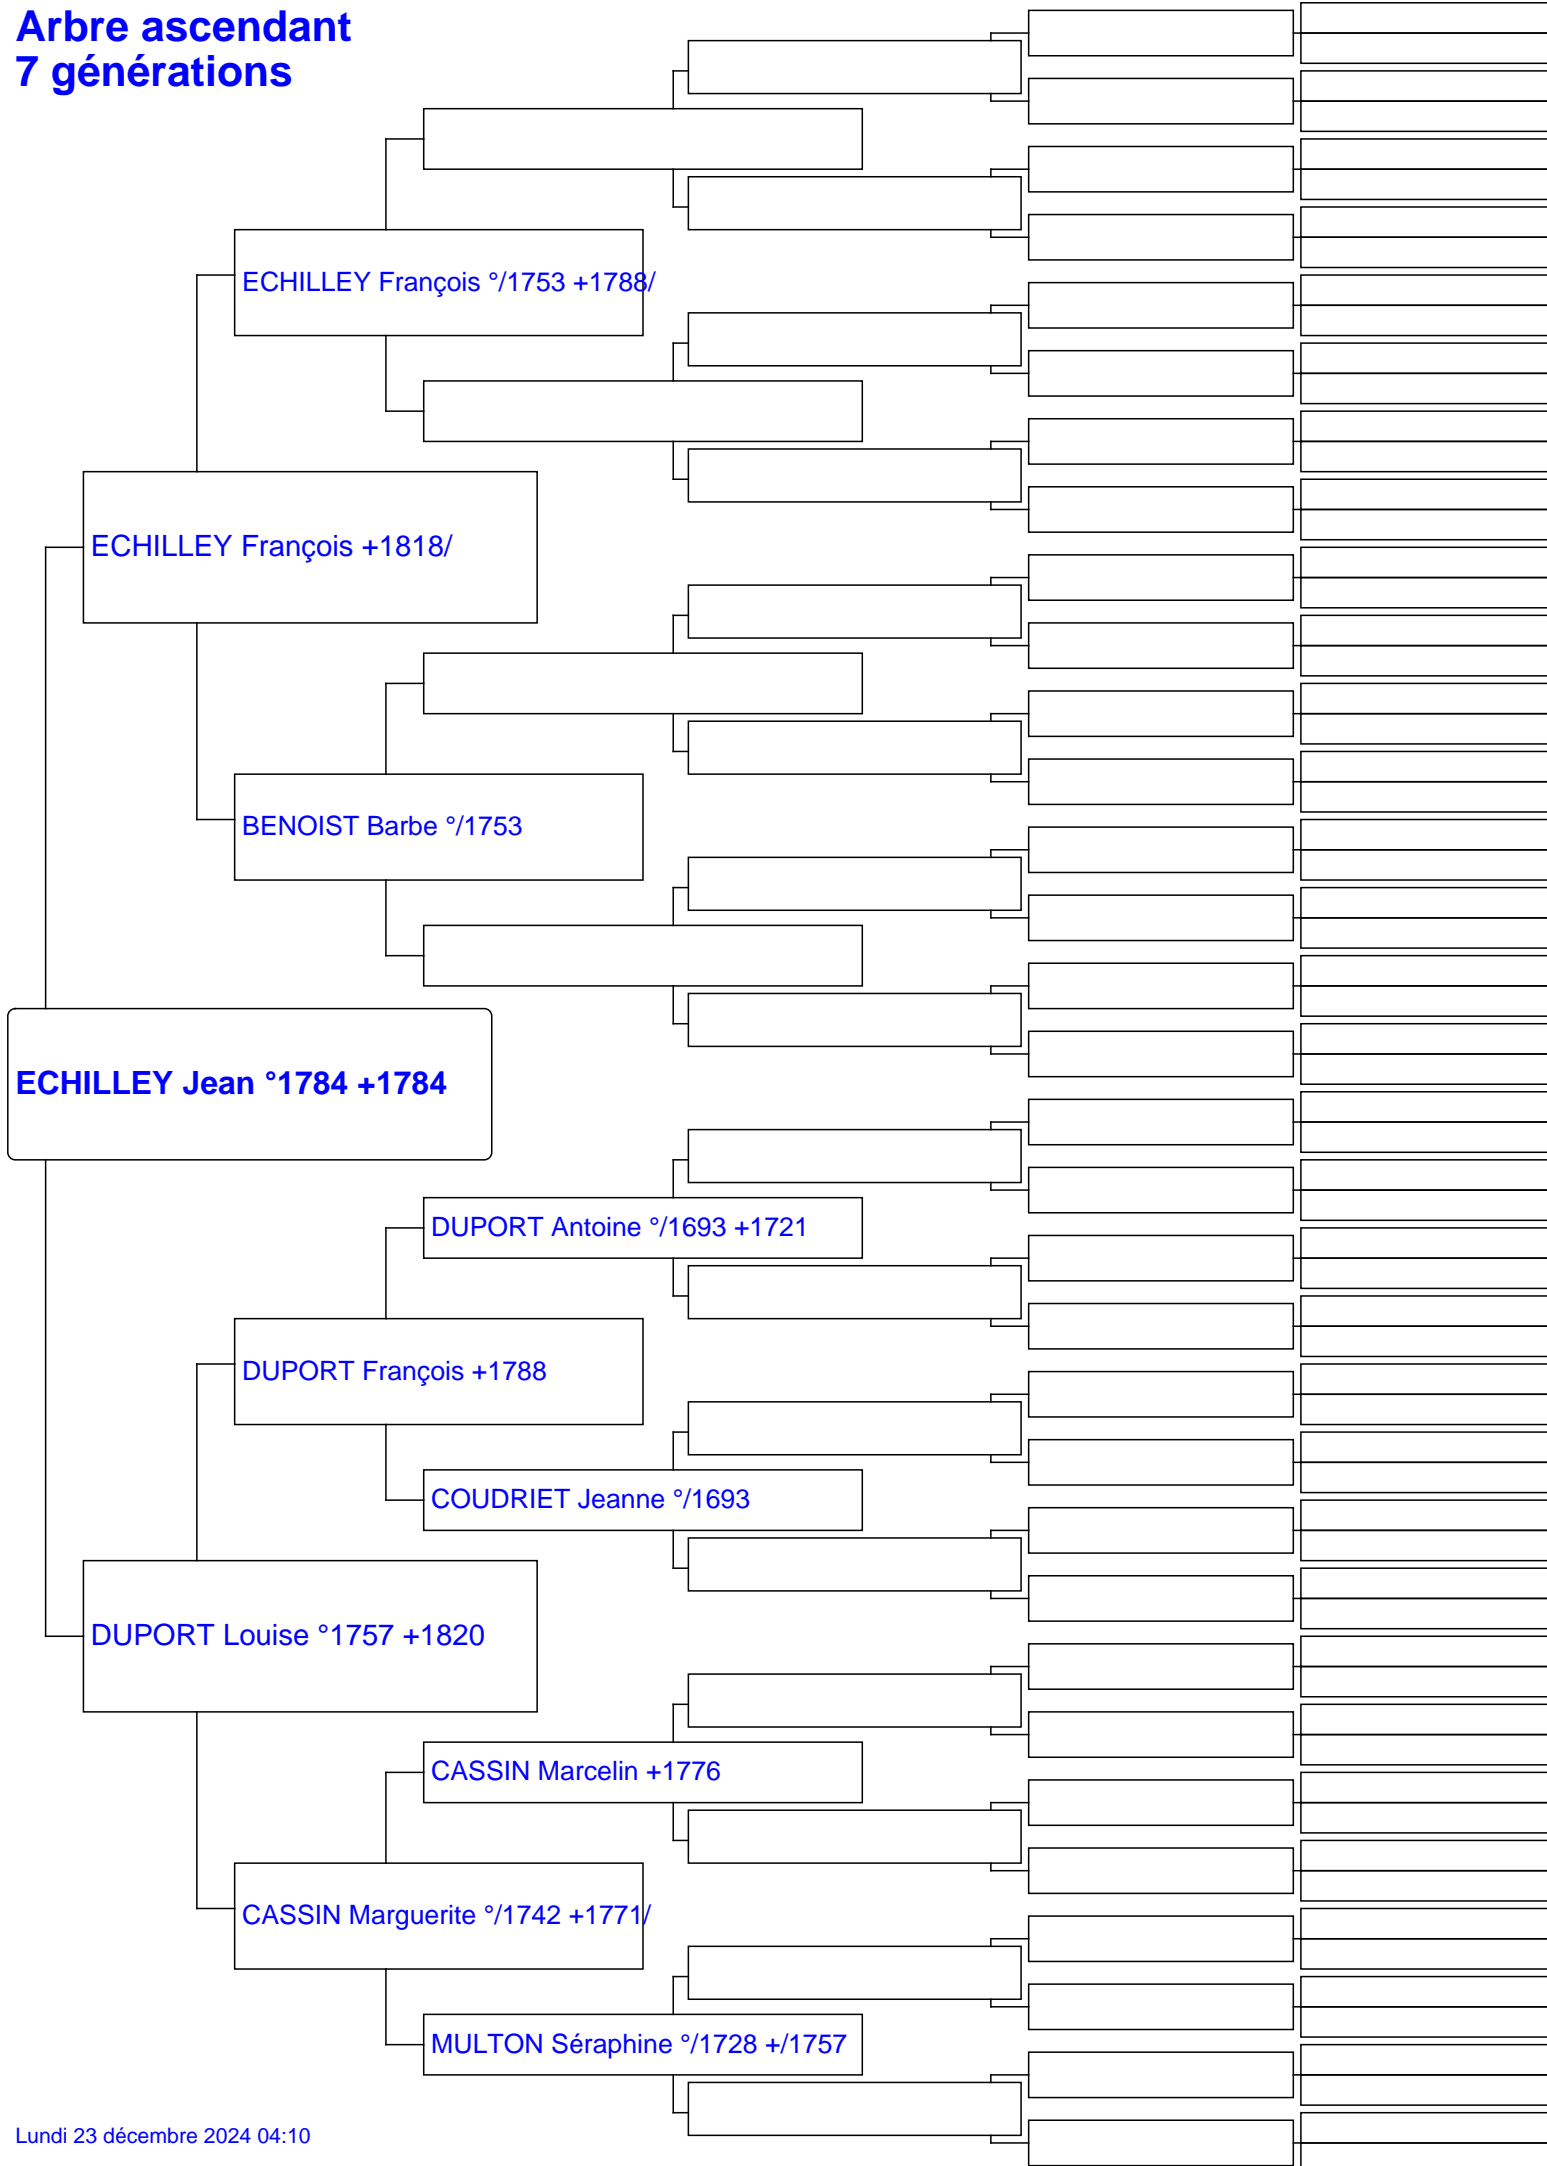 Arbre ascendant
7 générations
ECHILLEY François °/1753 +1788/
ECHILLEY François +1818/
BENOIST Barbe °/1753
ECHILLEY Jean °1784 +1784
DUPORT Antoine °/1693 +1721
DUPORT François +1788
COUDRIET Jeanne °/1693
DUPORT Louise °1757 +1820
CASSIN Marcelin +1776
CASSIN Marguerite °/1742 +1771/
MULTON Séraphine °/1728 +/1757
Lundi 23 décembre 2024 04:10